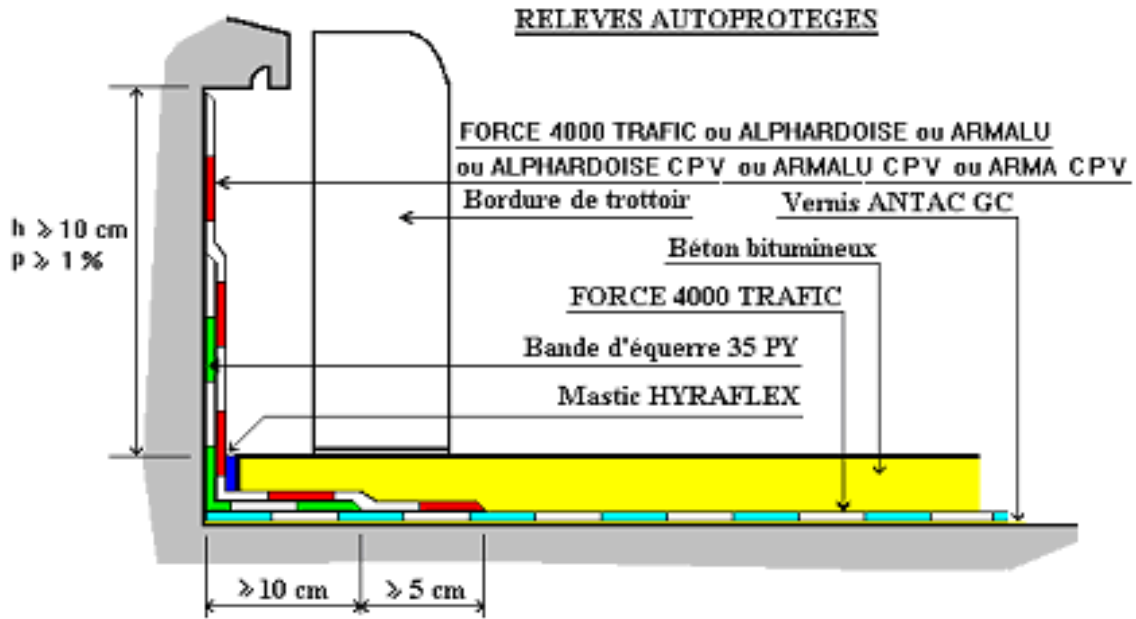 RELEVES AUTOPROTEGES
FORCE 4000 TRAFIC ou ALPHARDOISE ou ARMALU
ou ALPHARDOISE CPV ou ARMALU CPV ou ARMA CPV
Bordure de trottoir
Vernis ANTAC GC
h ⩾ 10 cm
p ⩾ 1 %
Béton bitumineux
FORCE 4000 TRAFIC
Bande d'équerre 35 PY
Mastic HYRAFLEX
⩾ 10 cm
⩾ 5 cm